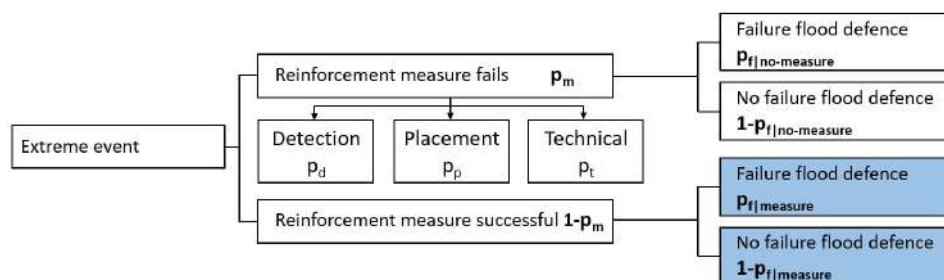 Extreme event
Reinforcement measure fails pm
Detection
pd
Placement
pp
Technical
pt
Reinforcement measure successful 1-pm
Failure flood defence
pf|no-measure
No failure flood defence
1-pf|no-measure
Failure flood defence
pf|measure
No failure flood defence
1-pf|measure